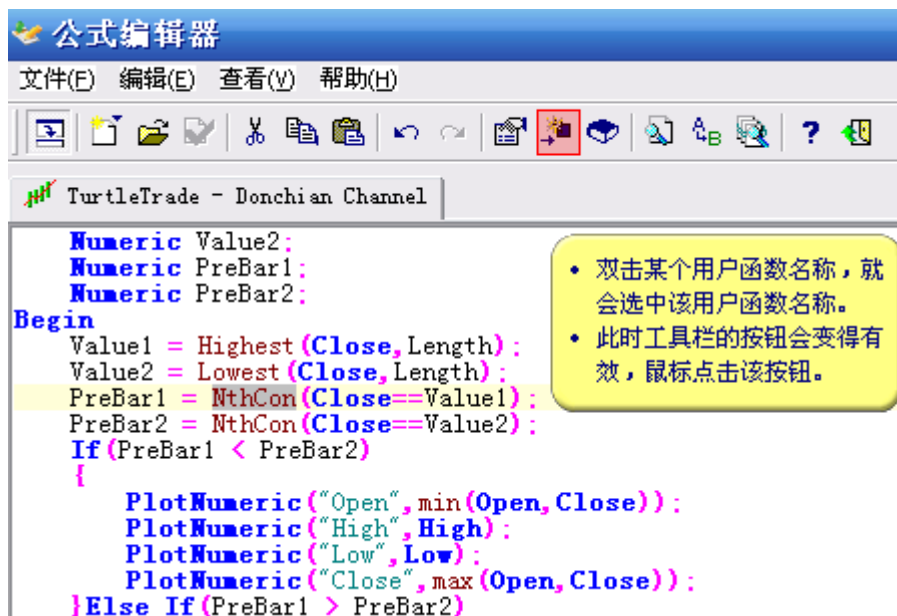 公式编辑器
文件(F) 编辑(E) 查看(V) 帮助(H)
TurtleTrade - Donchian Channel
Numeric Value2;
Numeric PreBar1;
Numeric PreBar2;
Begin
Value1 = Highest(Close,Length);
Value2 = Lowest(Close,Length);
PreBar1 = NthCon(Close==Value1);
PreBar2 = NthCon(Close==Value2);
If(PreBar1 < PreBar2)
{
PlotNumeric("Open",min(Open,Close));
PlotNumeric("High",High);
PlotNumeric("Low",Low);
PlotNumeric("Close",max(Open,Close));
}Else If(PreBar1 > PreBar2)
• 双击某个用户函数名称，就
会选中该用户函数名称。
• 此时工具栏的按钮会变得有
效，鼠标点击该按钮。